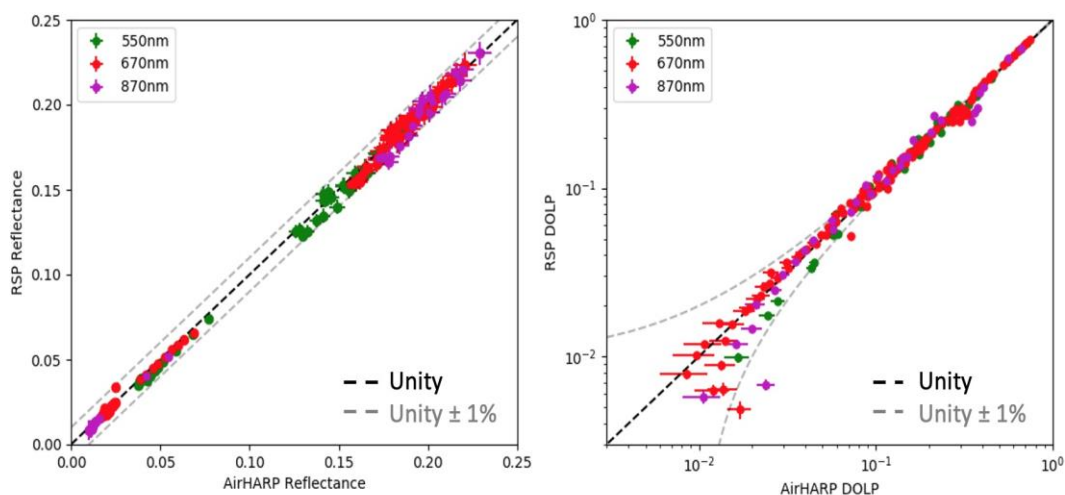 0.25
0.20
0.15
0.10
0.05
0.00
0.00 0.05 0.10 0.15 0.20 0.25
RSP Reflectance
AirHARP Reflectance
550nm
670nm
870nm
Unity
Unity ± 1%
10⁰
10⁻¹
10⁻²
10⁻² 10⁻¹ 10⁰
RSP DOLP
AirHARP DOLP
550nm
670nm
870nm
Unity
Unity ± 1%